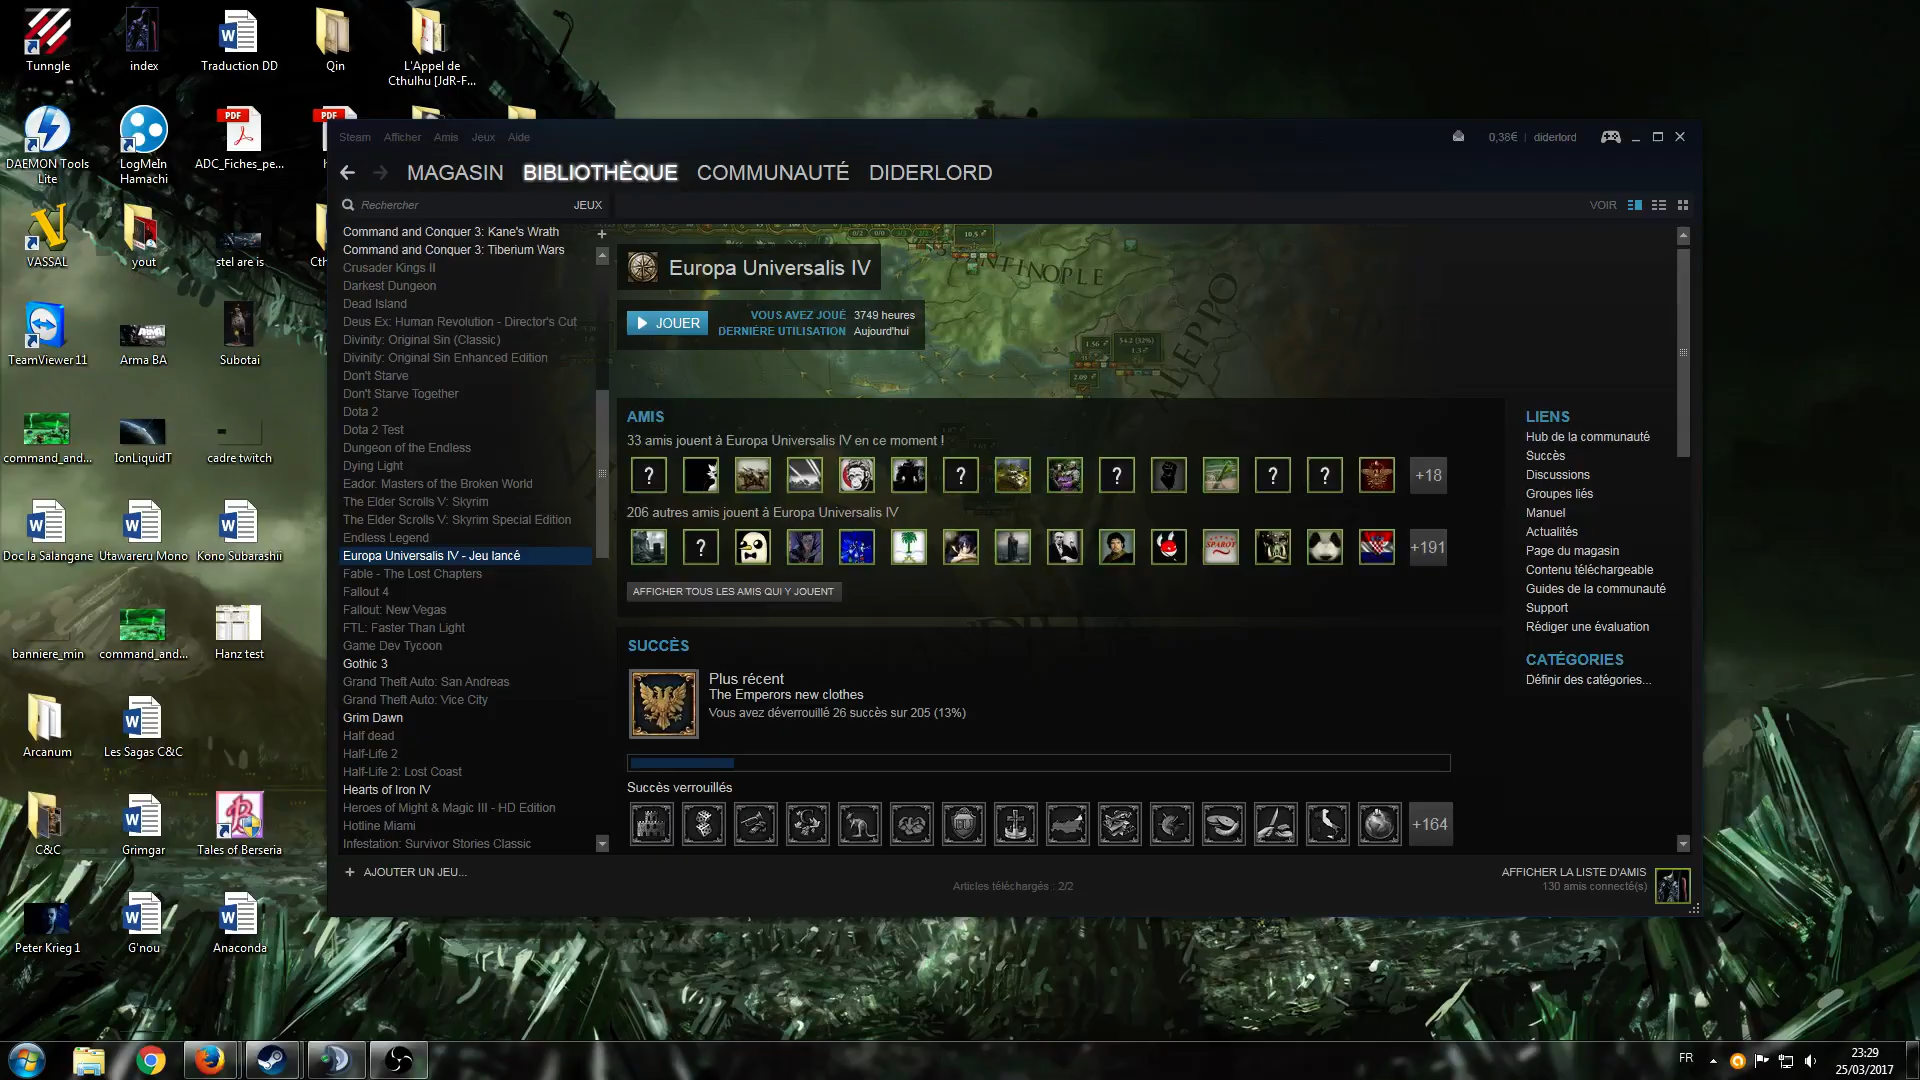 Tunngle
index
Traduction DD
Qin
L'Appel de
Cthulhu [JdR-F...
DAEMON Tools
Lite
LogMeIn
Hamachi
PDF
ADC_Fiches_pe...
PDF
VASSAL
yout
stel are is
TeamViewer 11
Arma BA
Subotai
command_and...
IonLiquidT
cadre twitch
Doc la Salangane
Utawareru Mono
Kono Subarashii
banniere_min
command_and...
Hanz test
Arcanum
Les Sagas C&C
C&C
Grimgar
Tales of Berseria
Peter Krieg 1
G'nou
Anaconda
Steam Afficher Amis Jeux Aide
0,38€ | diderlord
MAGASIN BIBLIOTHÈQUE COMMUNAUTÉ DIDERLORD
Rechercher
JEUX
VOIR
Command and Conquer 3: Kane's Wrath
Command and Conquer 3: Tiberium Wars
Crusader Kings II
Darkest Dungeon
Dead Island
Deus Ex: Human Revolution - Director's Cut
Divinity: Original Sin (Classic)
Divinity: Original Sin Enhanced Edition
Don't Starve
Don't Starve Together
Dota 2
Dota 2 Test
Dungeon of the Endless
Dying Light
Eador. Masters of the Broken World
The Elder Scrolls V: Skyrim
The Elder Scrolls V: Skyrim Special Edition
Endless Legend
Europa Universalis IV - Jeu lancé
Fable - The Lost Chapters
Fallout 4
Fallout: New Vegas
FTL: Faster Than Light
Game Dev Tycoon
Gothic 3
Grand Theft Auto: San Andreas
Grand Theft Auto: Vice City
Grim Dawn
Half dead
Half-Life 2
Half-Life 2: Lost Coast
Hearts of Iron IV
Heroes of Might & Magic III - HD Edition
Hotline Miami
Infestation: Survivor Stories Classic
+ AJOUTER UN JEU...
Europa Universalis IV
JOUER
VOUS AVEZ JOUÉ 3749 heures
DERNIÈRE UTILISATION Aujourd'hui
ALEPPO
AMIS
33 amis jouent à Europa Universalis IV en ce moment !
+18
206 autres amis jouent à Europa Universalis IV
+191
AFFICHER TOUS LES AMIS QUI Y JOUENT
SUCCÈS
Plus récent
The Emperors new clothes
Vous avez déverrouillé 26 succès sur 205 (13%)
Succès verrouillés
+164
LIENS
Hub de la communauté
Succès
Discussions
Groupes liés
Manuel
Actualités
Page du magasin
Contenu téléchargeable
Guides de la communauté
Support
Rédiger une évaluation
CATÉGORIES
Définir des catégories...
Articles téléchargés : 2/2
AFFICHER LA LISTE D'AMIS
130 amis connecté(s)
FR
23:29
25/03/2017